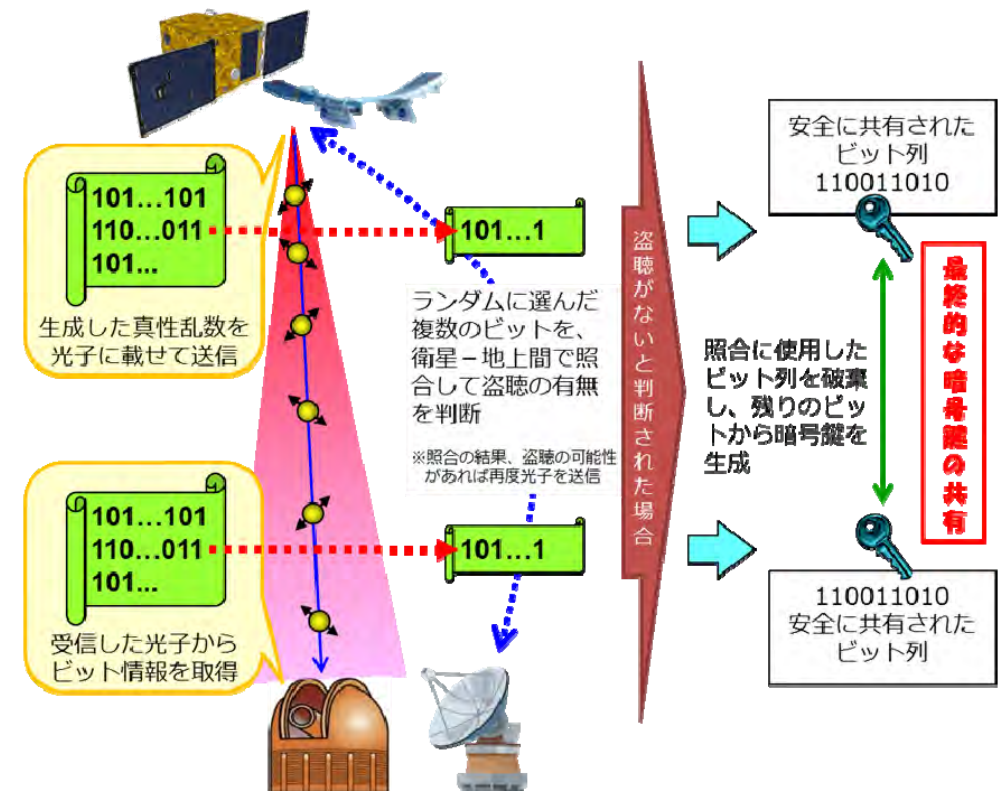 101...101
110...011
101...
生成した真性乱数を
光子に載せて送信
101...1
ランダムに選んだ
複数のビットを、
衛星－地上間で照
合して盗聴の有無
を判断
※照合の結果、盗聴の可能性
があれば再度光子を送信
101...101
110...011
101...
受信した光子から
ビット情報を取得
101...1
盗聴がないと判断された場合
安全に共有された
ビット列
110011010
照合に使用した
ビット列を破棄
し、残りのビッ
トから暗号鍵を
生成
最終的な暗号鍵の共有
110011010
安全に共有された
ビット列